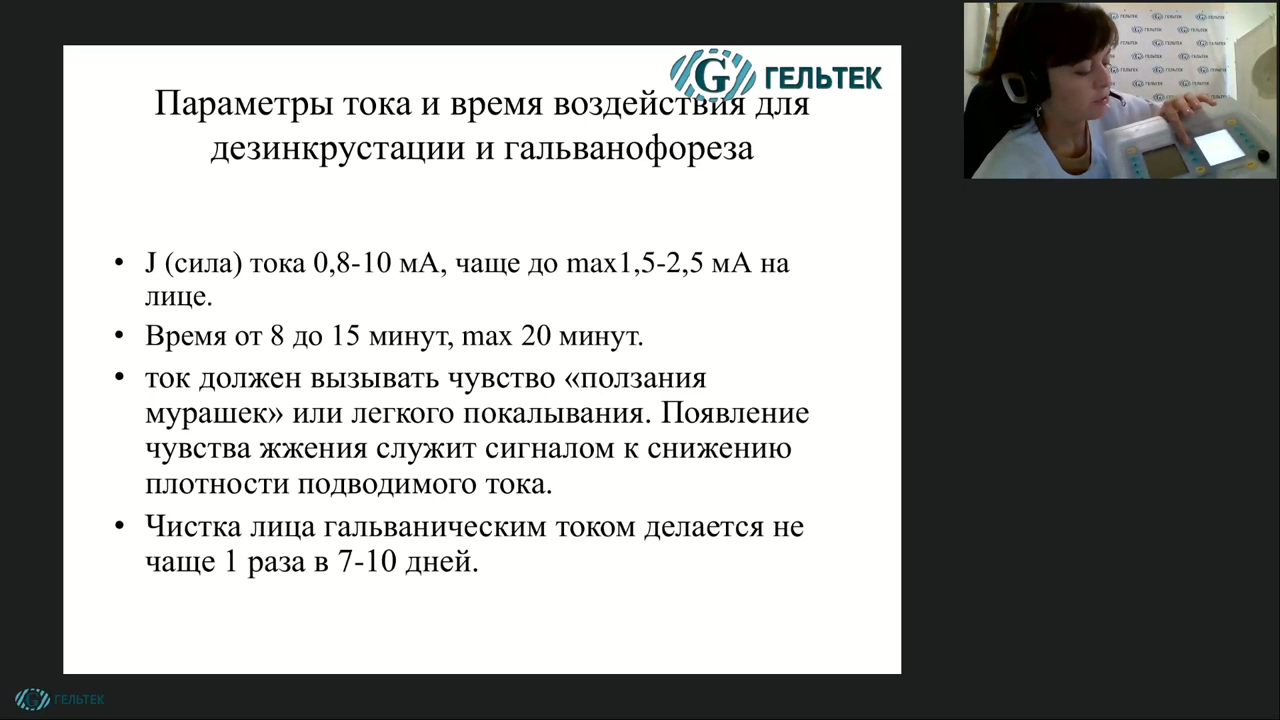 ГЕЛЬТЕК
Параметры тока и время воздействия для
дезинкрустации и гальванофореза
• J (сила) тока 0,8-10 мА, чаще до max1,5-2,5 мА на
лице.
• Время от 8 до 15 минут, max 20 минут.
• ток должен вызывать чувство «ползания
мурашек» или легкого покалывания. Появление
чувства жжения служит сигналом к снижению
плотности подводимого тока.
• Чистка лица гальваническим током делается не
чаще 1 раза в 7-10 дней.
ГЕЛЬТЕК